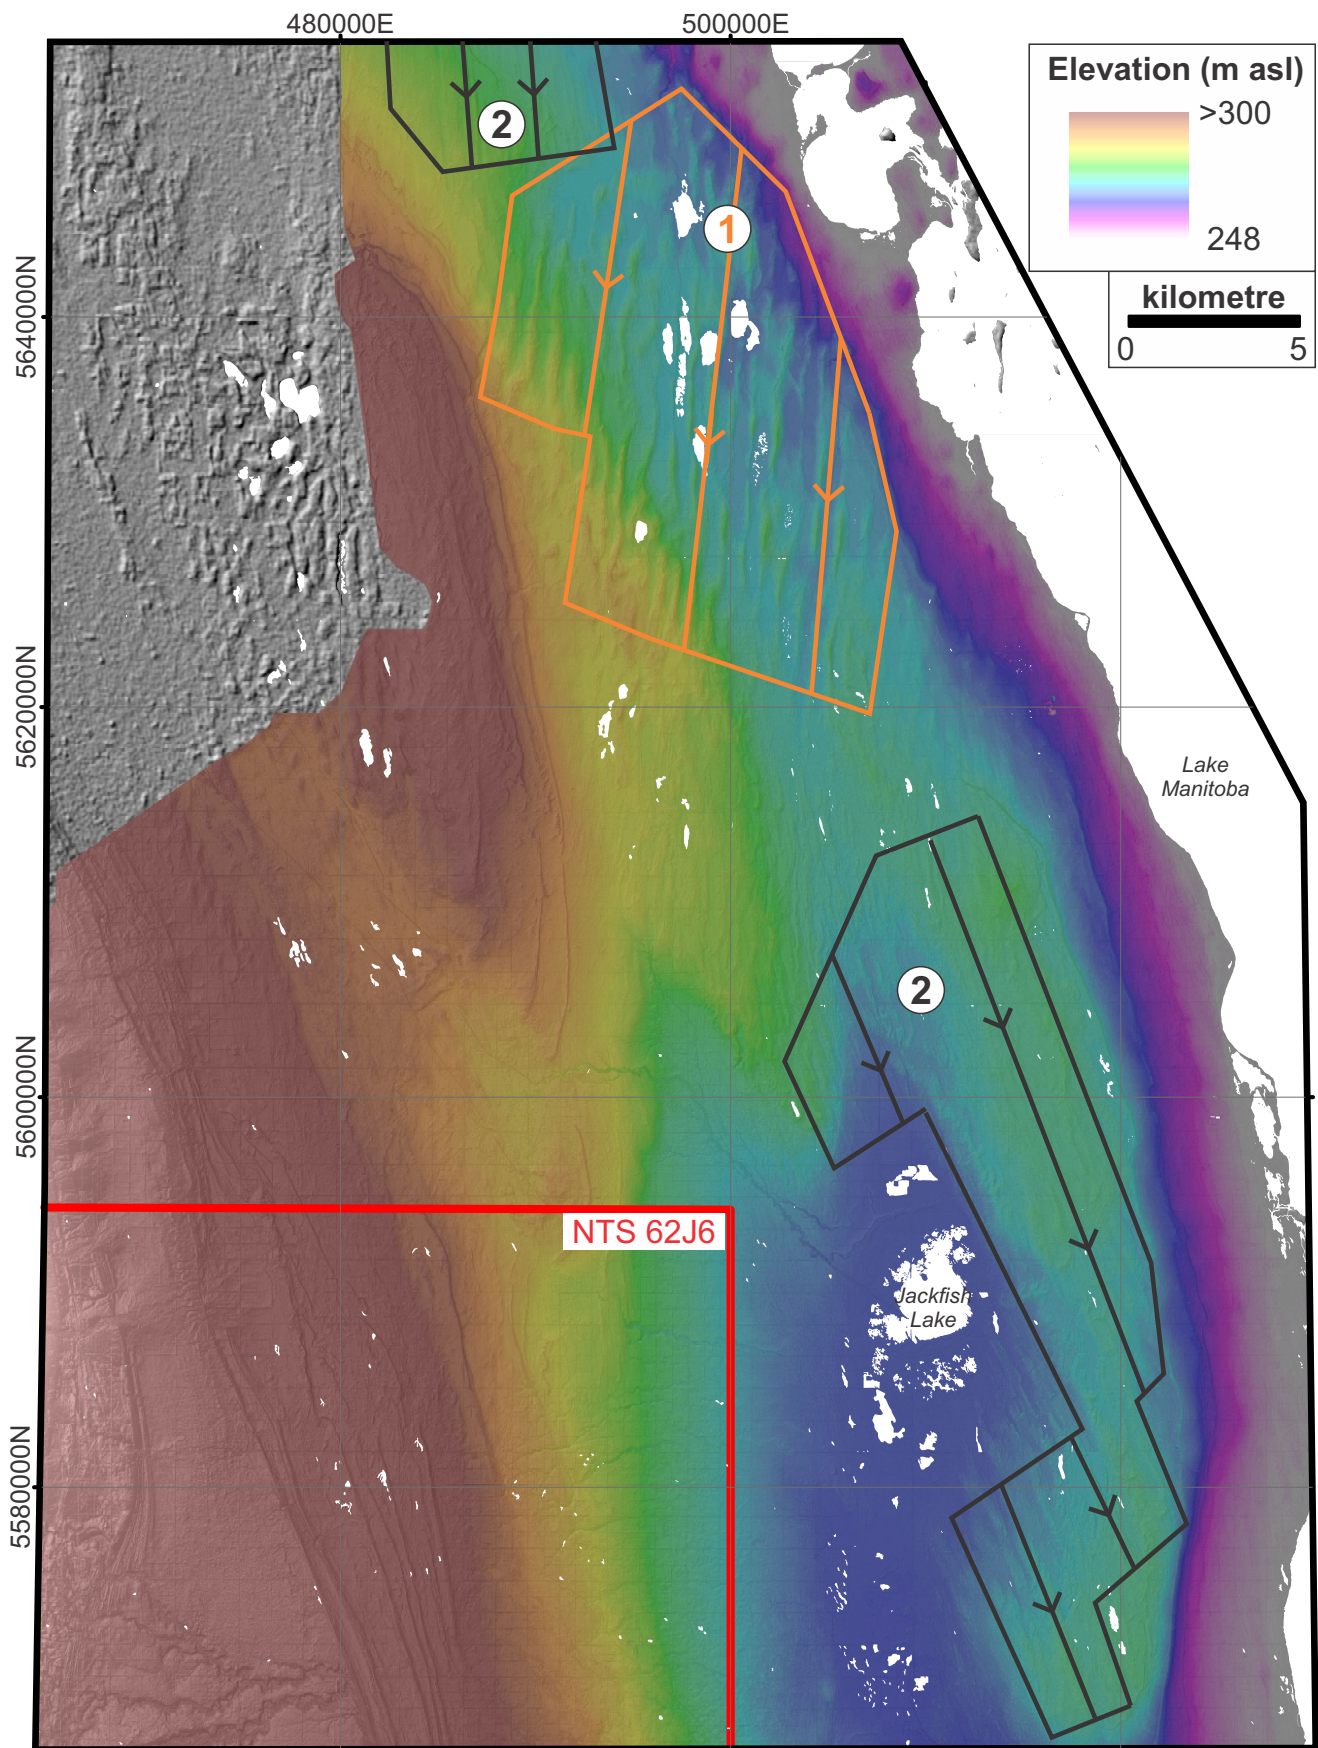 480000E
500000E
Elevation (m asl)
>300
248
kilometre
0
5
2
1
5640000N
5620000N
Lake
Manitoba
2
5600000N
NTS 62J6
Jackfish
Lake
5580000N